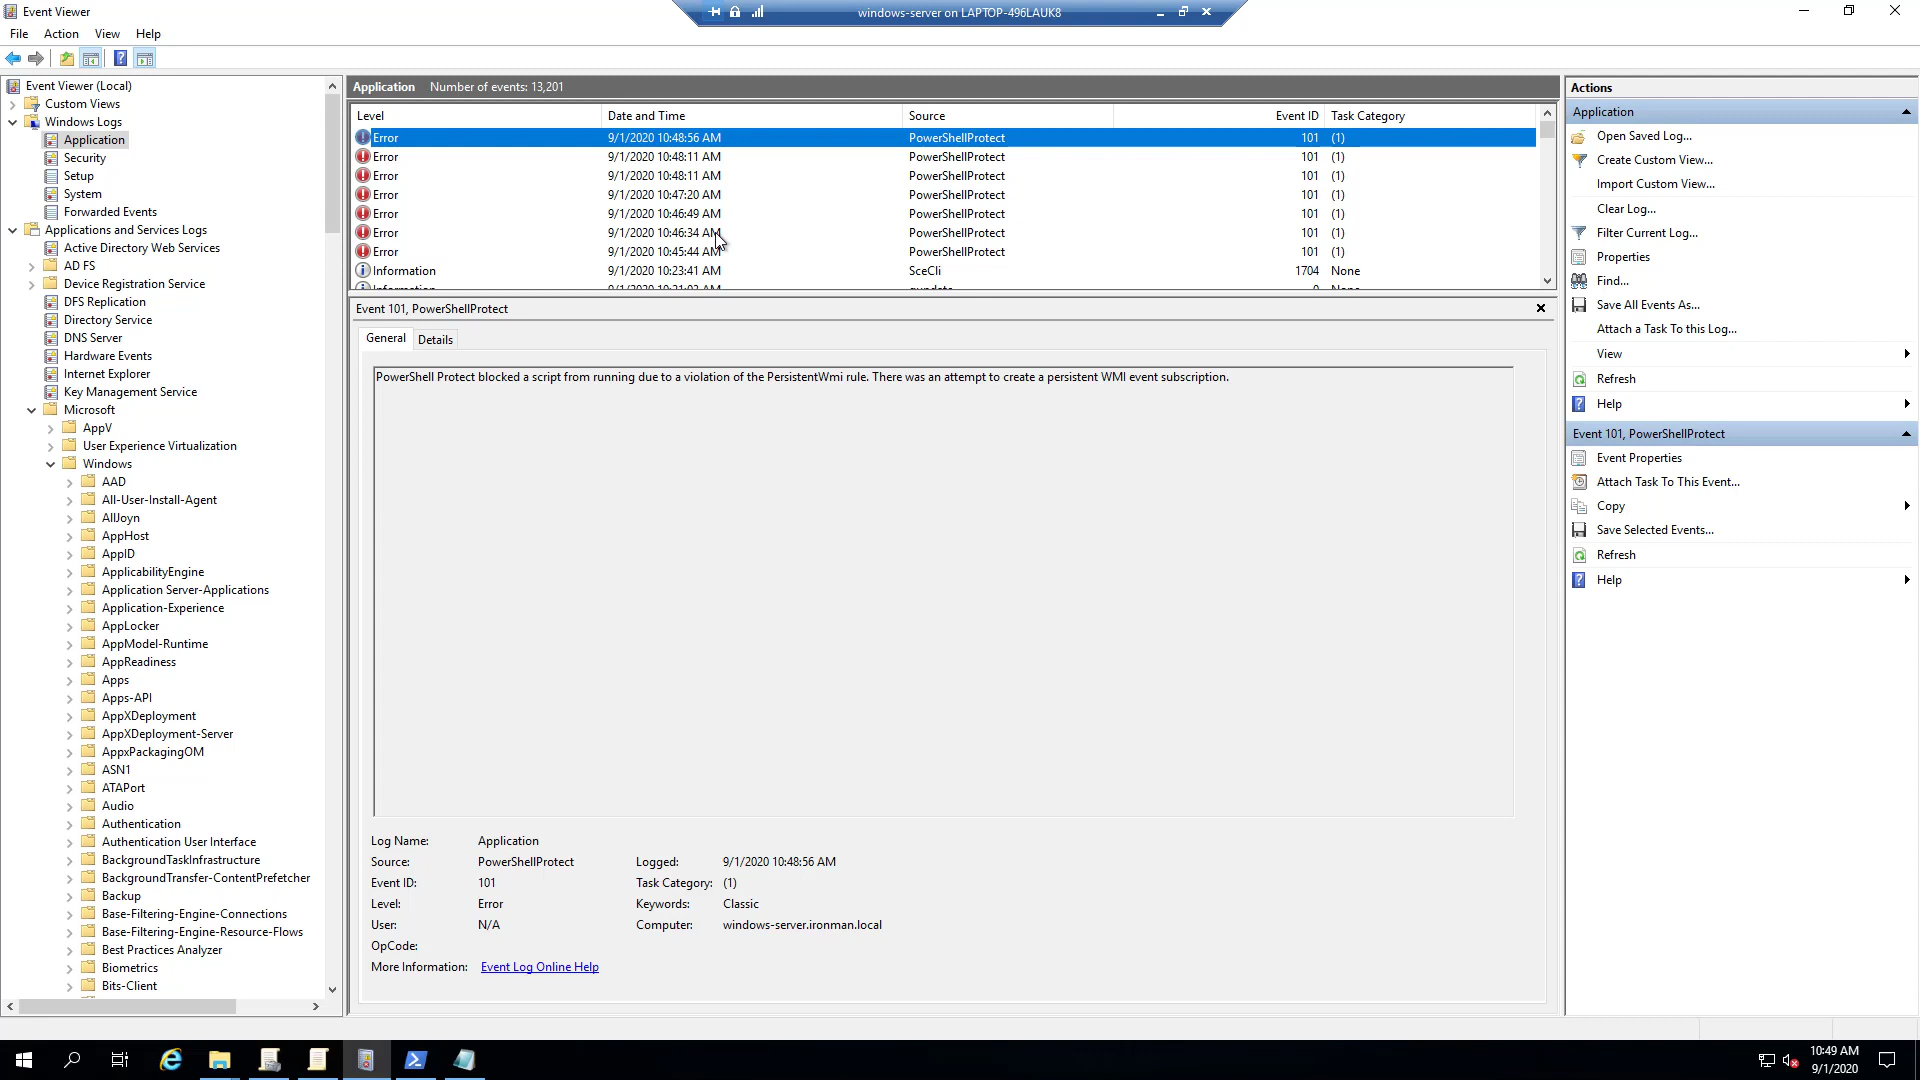 Event Viewer
windows-server on LAPTOP-496LAUK8
File Action View Help
Event Viewer (Local)
Custom Views
Windows Logs
Application
Security
Setup
System
Forwarded Events
Applications and Services Logs
Active Directory Web Services
AD FS
Device Registration Service
DFS Replication
Directory Service
DNS Server
Hardware Events
Internet Explorer
Key Management Service
Microsoft
AppV
User Experience Virtualization
Windows
AAD
All-User-Install-Agent
AllJoyn
AppHost
AppID
ApplicabilityEngine
Application Server-Applications
Application-Experience
AppLocker
AppModel-Runtime
AppReadiness
Apps
Apps-API
AppXDeployment
AppXDeployment-Server
AppxPackagingOM
ASN1
ATAPort
Audio
Authentication
Authentication User Interface
BackgroundTaskInfrastructure
BackgroundTransfer-ContentPrefetcher
Backup
Base-Filtering-Engine-Connections
Base-Filtering-Engine-Resource-Flows
Best Practices Analyzer
Biometrics
Bits-Client
Application Number of events: 13,201
Level Date and Time Source Event ID Task Category
Error 9/1/2020 10:48:56 AM PowerShellProtect 101 (1)
Error 9/1/2020 10:48:11 AM PowerShellProtect 101 (1)
Error 9/1/2020 10:48:11 AM PowerShellProtect 101 (1)
Error 9/1/2020 10:47:20 AM PowerShellProtect 101 (1)
Error 9/1/2020 10:46:49 AM PowerShellProtect 101 (1)
Error 9/1/2020 10:46:34 AM PowerShellProtect 101 (1)
Error 9/1/2020 10:45:44 AM PowerShellProtect 101 (1)
Information 9/1/2020 10:23:41 AM SceCli 1704 None
Event 101, PowerShellProtect
General Details
PowerShell Protect blocked a script from running due to a violation of the PersistentWmi rule. There was an attempt to create a persistent WMI event subscription.
Log Name: Application
Source: PowerShellProtect Logged: 9/1/2020 10:48:56 AM
Event ID: 101 Task Category: (1)
Level: Error Keywords: Classic
User: N/A Computer: windows-server.ironman.local
OpCode:
More Information: Event Log Online Help
Actions
Application
Open Saved Log...
Create Custom View...
Import Custom View...
Clear Log...
Filter Current Log...
Properties
Find...
Save All Events As...
Attach a Task To this Log...
View
Refresh
Help
Event 101, PowerShellProtect
Event Properties
Attach Task To This Event...
Copy
Save Selected Events...
Refresh
Help
10:49 AM
9/1/2020